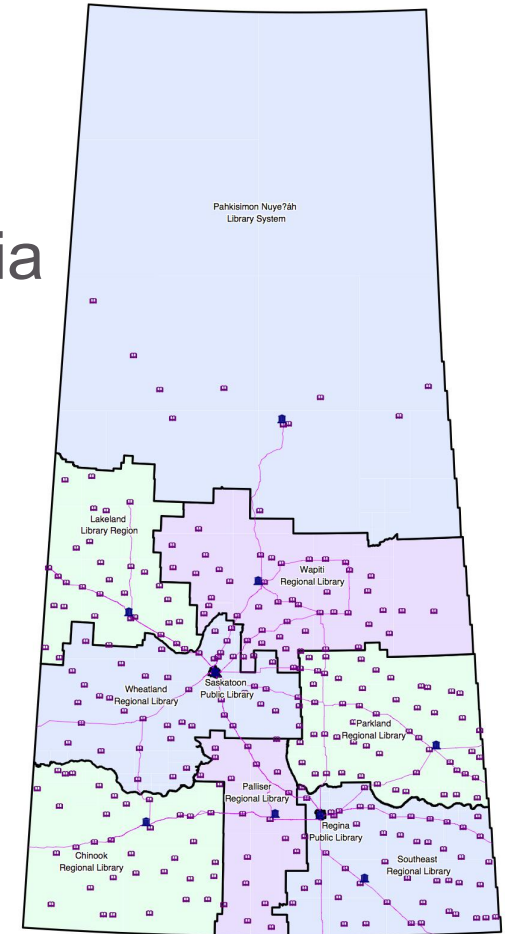 Pahkisimon Nuye?áh
Library System
ia
Lakeland
Library Region
Wapiti
Regional Library
Saskatoon
Public Library
Wheatland
Regional Library
Parkland
Regional Library
Palliser
Regional Library
Regina
Public Library
Chinook
Regional Library
Southeast
Regional Library